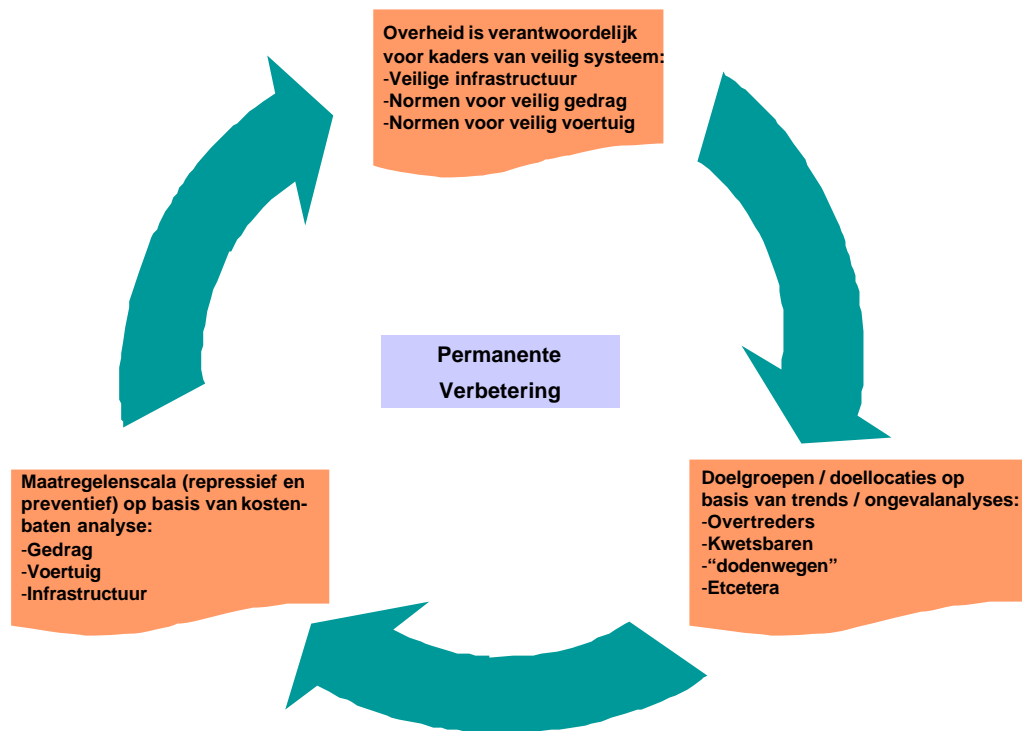 Overheid is verantwoordelijk
voor kaders van veilig systeem:
-Veilige infrastructuur
-Normen voor veilig gedrag
-Normen voor veilig voertuig
Permanente
Verbetering
Maatregelenscala (repressief en
preventief) op basis van kosten-
baten analyse:
-Gedrag
-Voertuig
-Infrastructuur
Doelgroepen / doellocaties op
basis van trends / ongevalanalyses:
-Overtreders
-Kwetsbaren
-“dodenwegen”
-Etcetera